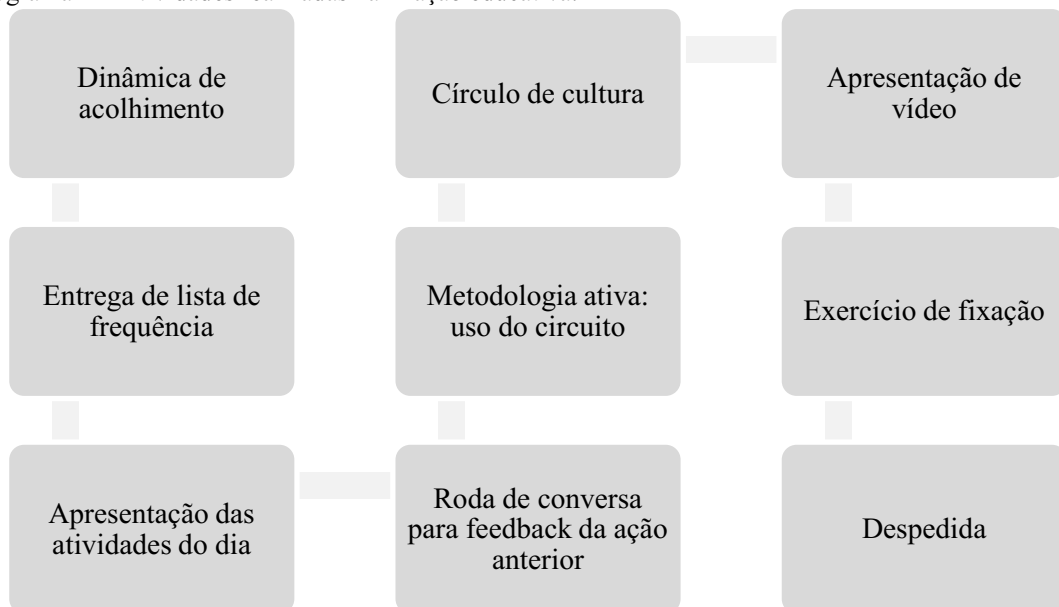 Dinâmica de
acolhimento
Entrega de lista de
frequência
Apresentação das
atividades do dia
Roda de conversa
para feedback da ação
anterior
Metodologia ativa:
uso do circuito
Círculo de cultura
Apresentação de
vídeo
Exercício de fixação
Despedida